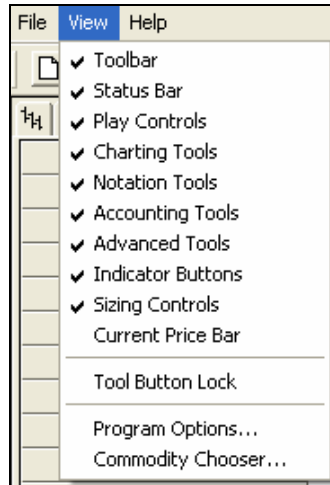 File View Help
Toolbar
Status Bar
Play Controls
Charting Tools
Notation Tools
Accounting Tools
Advanced Tools
Indicator Buttons
Sizing Controls
Current Price Bar
Tool Button Lock
Program Options...
Commodity Chooser...